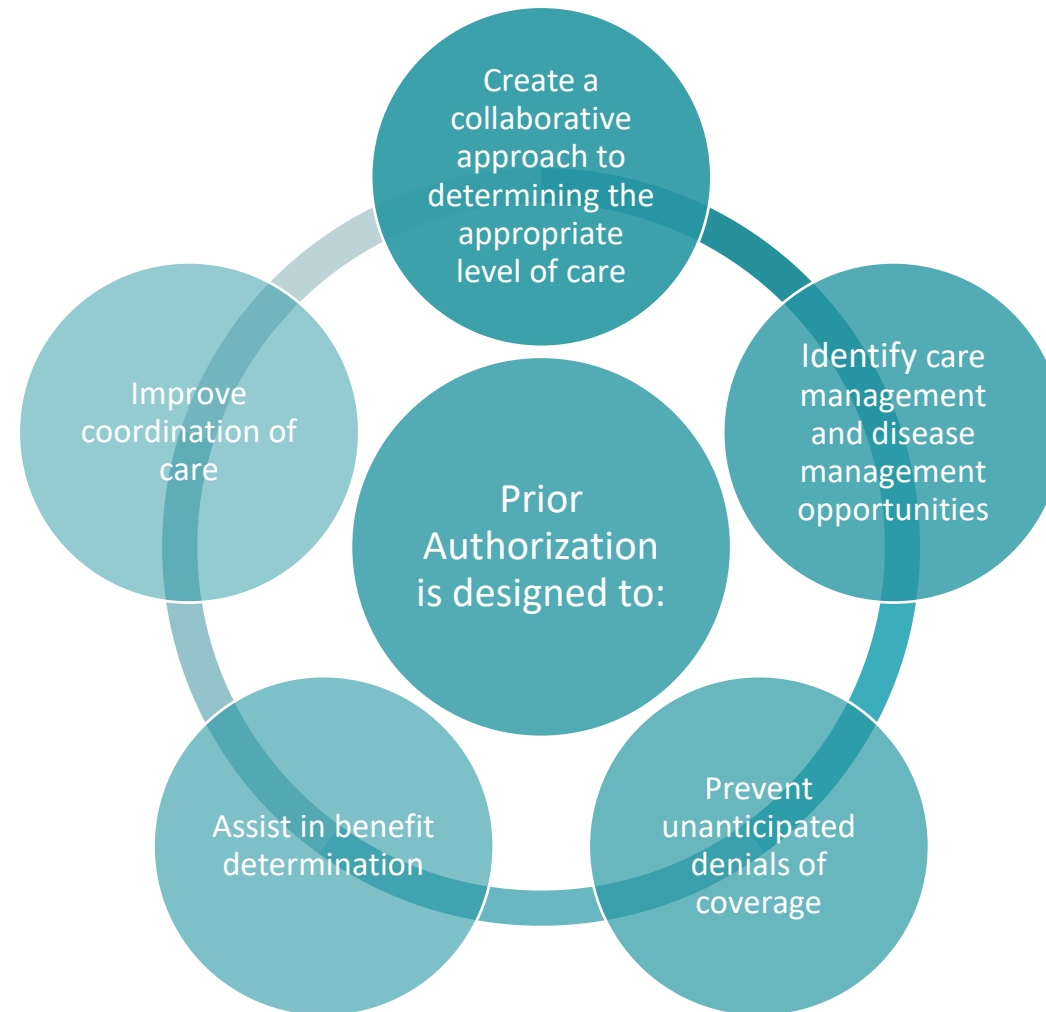 Create a
collaborative
approach to
determining the
appropriate
level of care
Identify care
management
and disease
management
opportunities
Prevent
unanticipated
denials of
coverage
Assist in benefit
determination
Improve
coordination of
care
Prior
Authorization
is designed to: